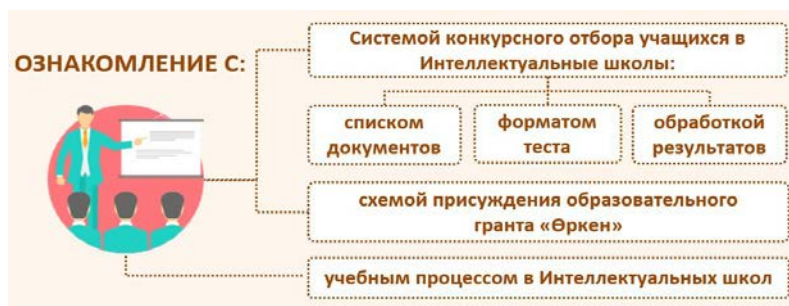 ОЗНАКОМЛЕНИЕ С:
Системой конкурсного отбора учащихся в
Интеллектуальные школы:
списком
документов
форматом
теста
обработкой
результатов
схемой присуждения образовательного
гранта «Өркен»
учебным процессом в Интеллектуальных школ